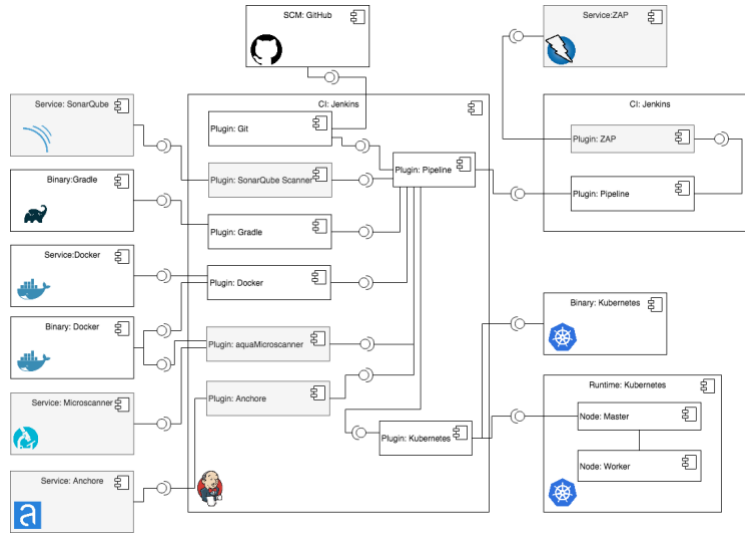 SCM: GitHub
Service:ZAP
Service: SonarQube
CI: Jenkins
CI: Jenkins
Plugin: Git
Plugin: ZAP
Plugin: Pipeline
Binary:Gradle
Plugin: SonarQube Scanner
Plugin: Pipeline
Plugin: Gradle
Service:Docker
Plugin: Docker
Binary: Docker
Binary: Kubernetes
Plugin: aquaMicroscanner
Runtime: Kubernetes
Service: Microscanner
Plugin: Anchore
Node: Master
Plugin: Kubernetes
Node: Worker
Service: Anchore
a